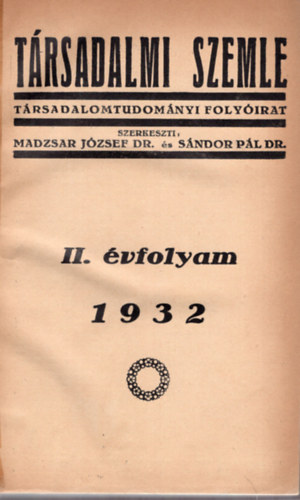 TÁRSADALMI SZEMLE
TÁRSADALOMTUDOMÁNYI FOLYÓIRAT
SZERKESZTI:
MADZSAR JÓZSEF DR. és SÁNDOR PÁL DR.
II. évfolyam
1932